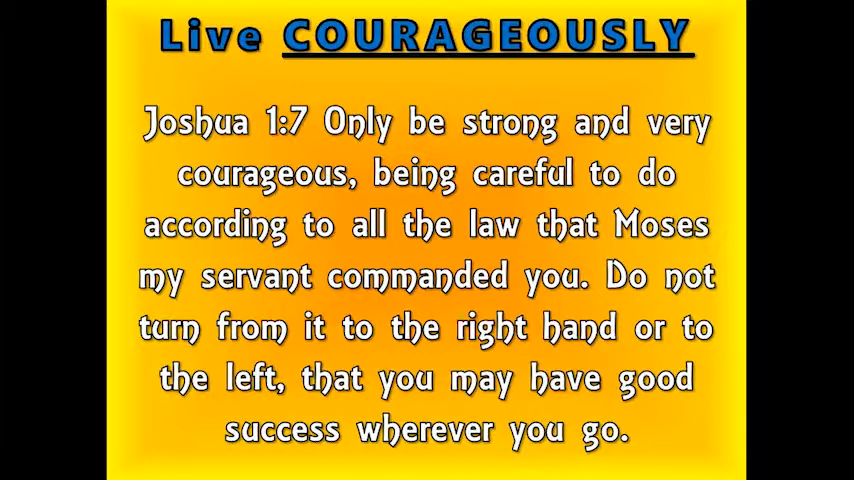 Live COURAGEOUSLY
Joshua 1:7 Only be strong and very
courageous, being careful to do
according to all the law that Moses
my servant commanded you. Do not
turn from it to the right hand or to
the left, that you may have good
success wherever you go.